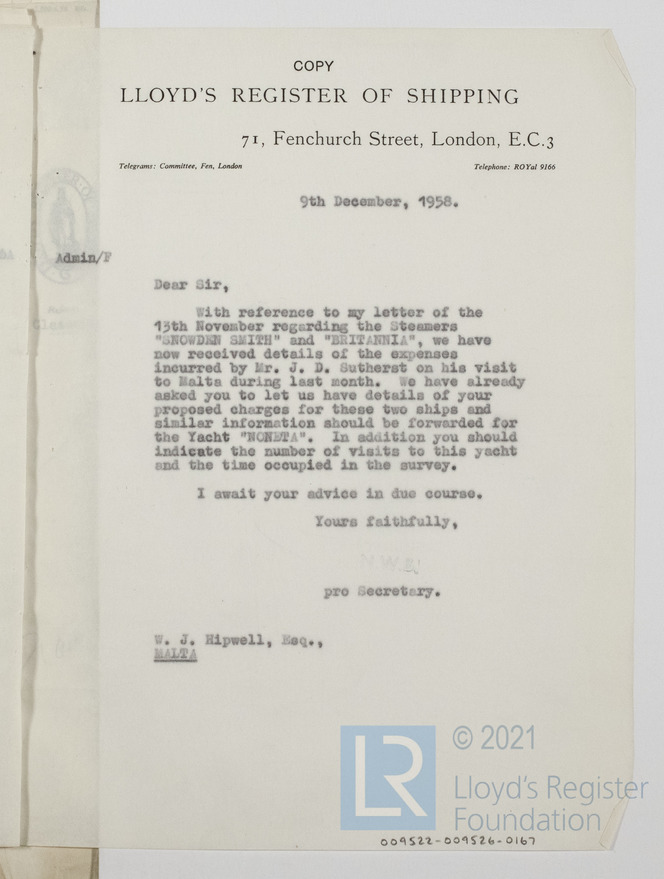 COPY
LLOYD'S REGISTER OF SHIPPING
71, Fenchurch Street, London, E.C.3
Telegrams: Committee, Fen, London
Telephone: ROYal 9166
9th December, 1958.
Admin/F
Dear Sir,
With reference to my letter of the
13th November regarding the Steamers
"SNOWDEN SMITH" and "BRITANNIA", we have
now received details of the expenses
incurred by Mr. J. D. Sutherst on his visit
to Malta during last month. We have already
asked you to let us have details of your
proposed charges for these two ships and
similar information should be forwarded for
the Yacht "NONETA". In addition you should
indicate the number of visits to this yacht
and the time occupied in the survey.
I await your advice in due course.
Yours faithfully,
pro Secretary.
W. J. Hipwell, Esq.,
MALTA
LR
© 2021
Lloyd's Register
Foundation
009522-009526-0167